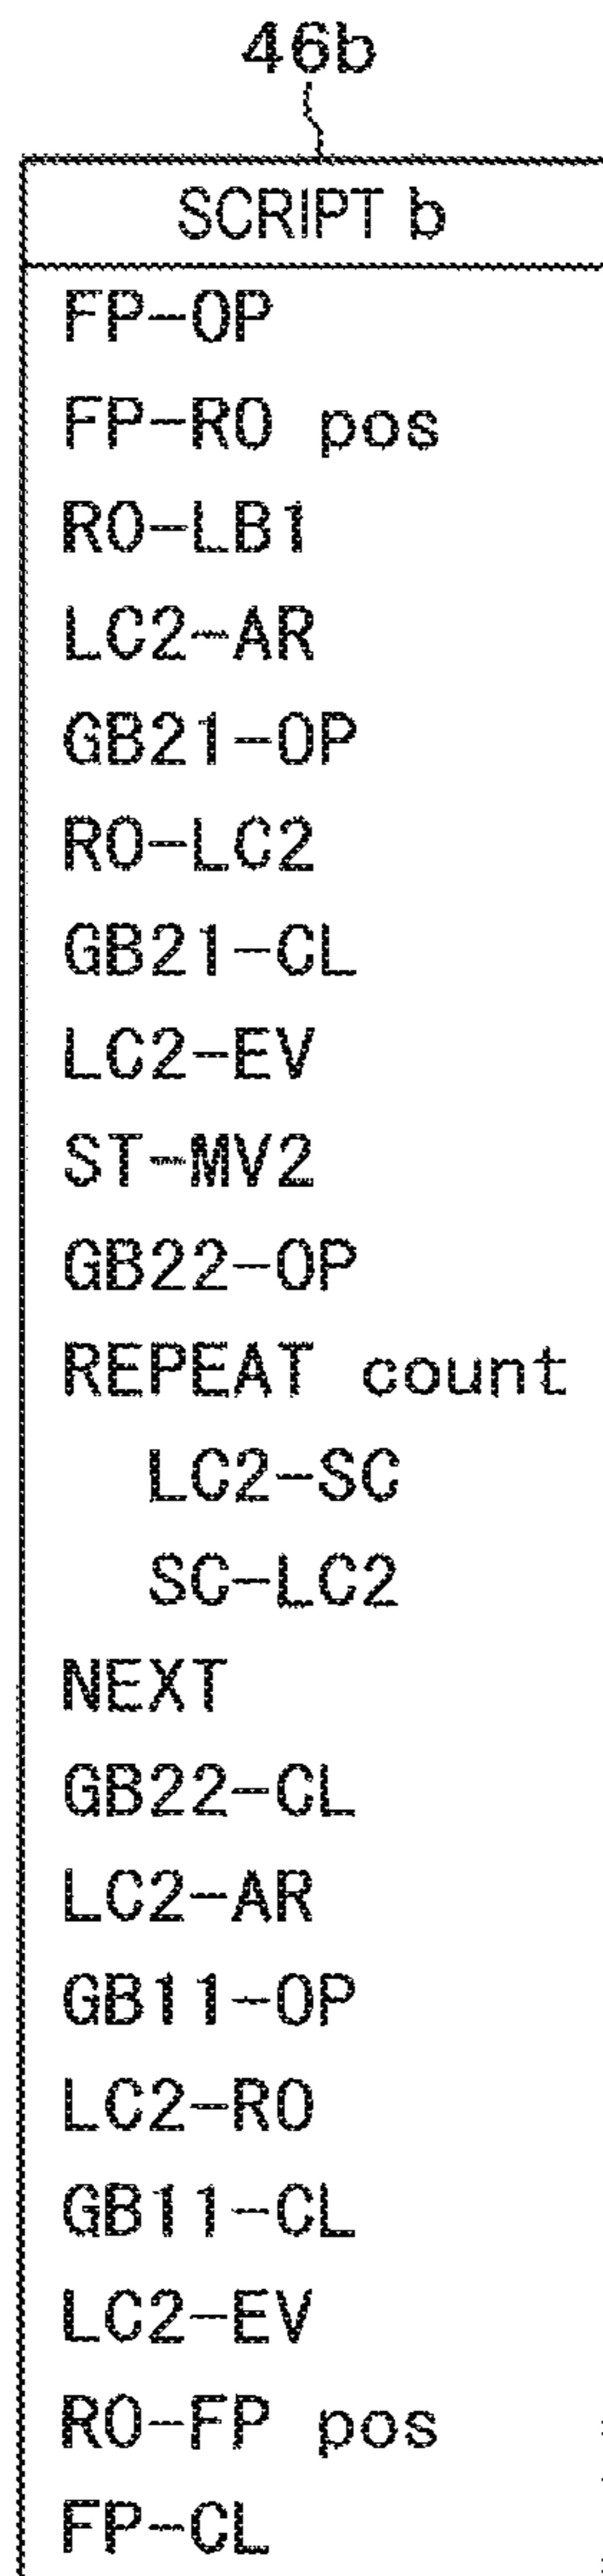 46b
SCRIPT b
FP-OP
FP-RO pos
RO-LB1
LC2-AR
GB21-OP
RO-LC2
GB21-CL
LC2-EV
ST-MV2
GB22-OP
REPEAT count
LC2-SC
SC-LC2
NEXT
GB22-CL
LC2-AR
GB11-OP
LC2-RO
GB11-CL
LC2-EV
RO-FP pos
FP-CL